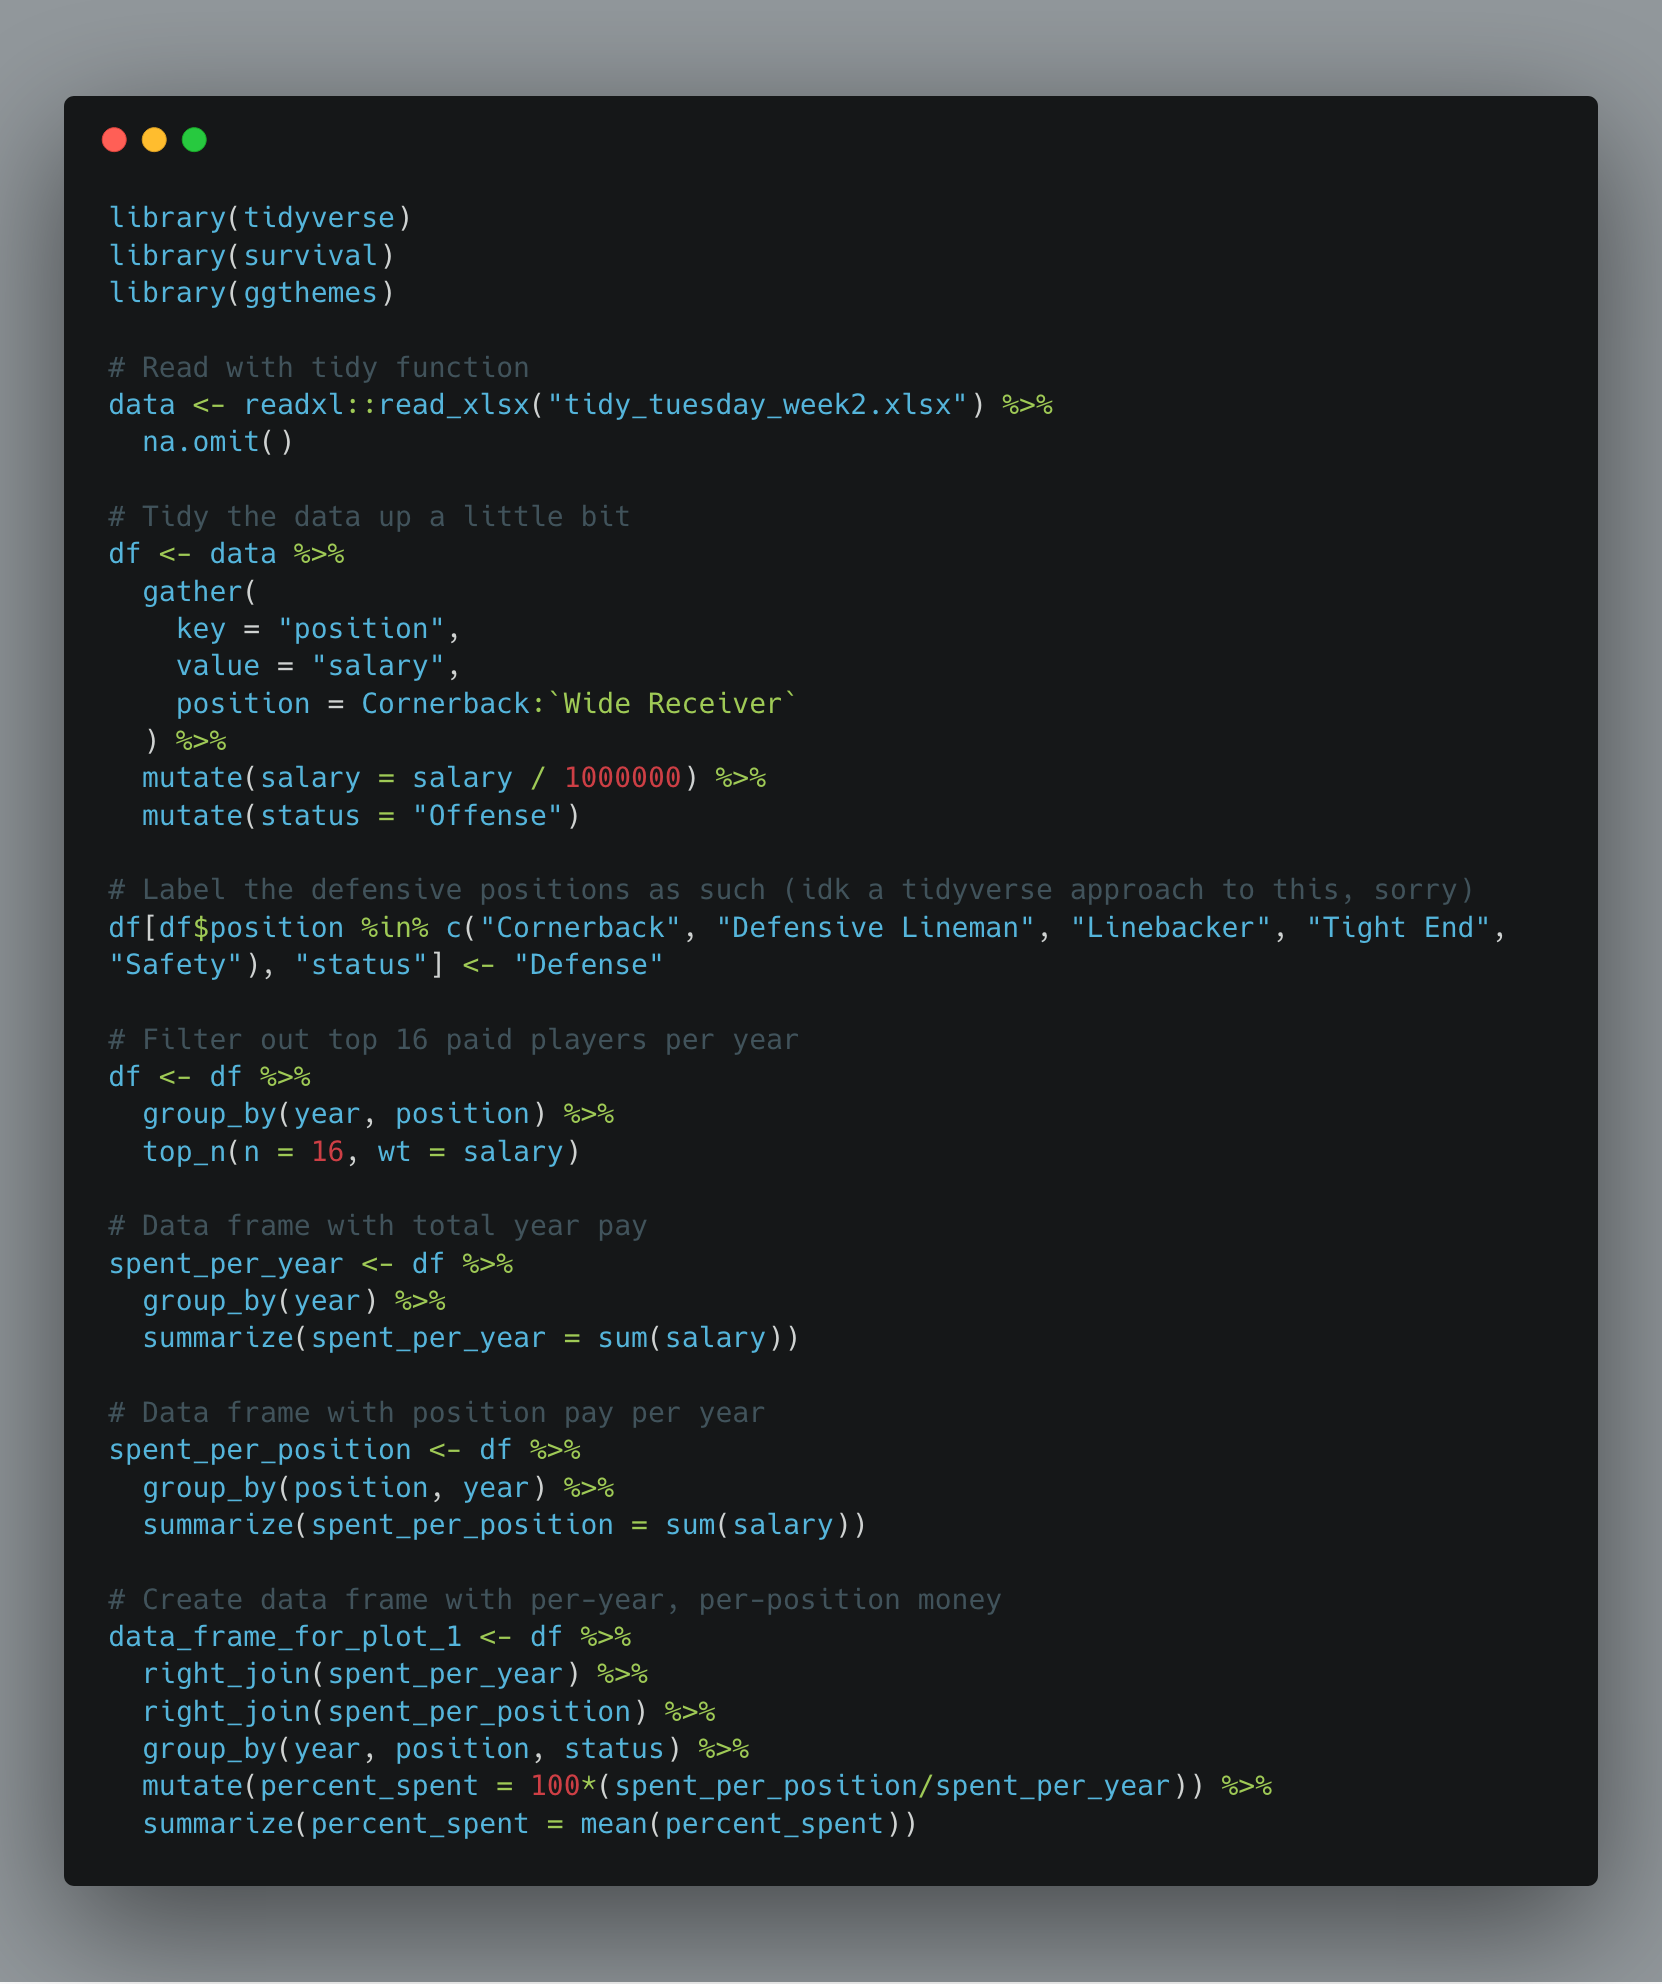 library(tidyverse)
library(survival)
library(ggthemes)
# Read with tidy function
data <- readxl::read_xlsx("tidy_tuesday_week2.xlsx") %>%
  na.omit()
# Tidy the data up a little bit
df <- data %>%
  gather(
    key = "position",
    value = "salary",
    position = Cornerback:`Wide Receiver`
  ) %>%
  mutate(salary = salary / 1000000) %>%
  mutate(status = "Offense")
# Label the defensive positions as such (idk a tidyverse approach to this, sorry)
df[df$position %in% c("Cornerback", "Defensive Lineman", "Linebacker", "Tight End",
"Safety"), "status"] <- "Defense"
# Filter out top 16 paid players per year
df <- df %>%
  group_by(year, position) %>%
  top_n(n = 16, wt = salary)
# Data frame with total year pay
spent_per_year <- df %>%
  group_by(year) %>%
  summarize(spent_per_year = sum(salary))
# Data frame with position pay per year
spent_per_position <- df %>%
  group_by(position, year) %>%
  summarize(spent_per_position = sum(salary))
# Create data frame with per-year, per-position money
data_frame_for_plot_1 <- df %>%
  right_join(spent_per_year) %>%
  right_join(spent_per_position) %>%
  group_by(year, position, status) %>%
  mutate(percent_spent = 100*(spent_per_position/spent_per_year)) %>%
  summarize(percent_spent = mean(percent_spent))